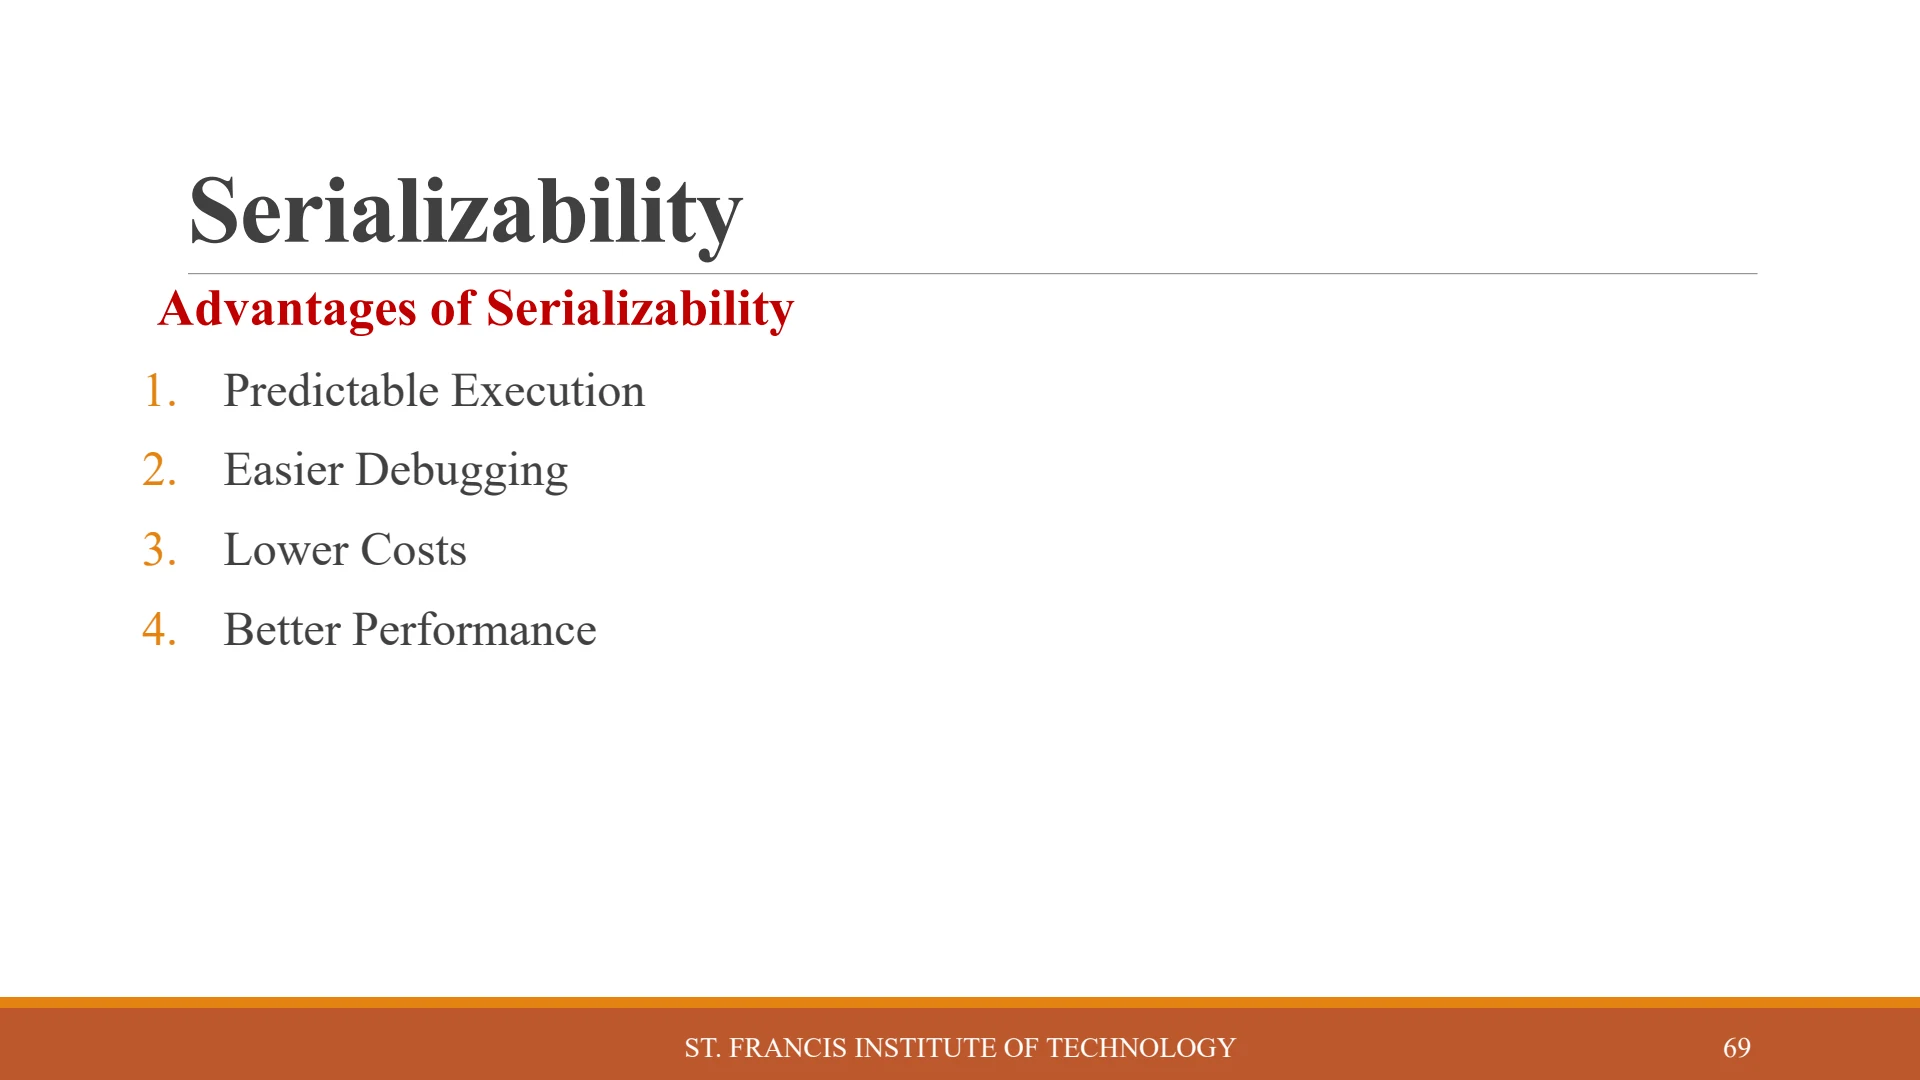 Serializability
Advantages of Serializability
1. Predictable Execution
2. Easier Debugging
3. Lower Costs
4. Better Performance
ST. FRANCIS INSTITUTE OF TECHNOLOGY
69